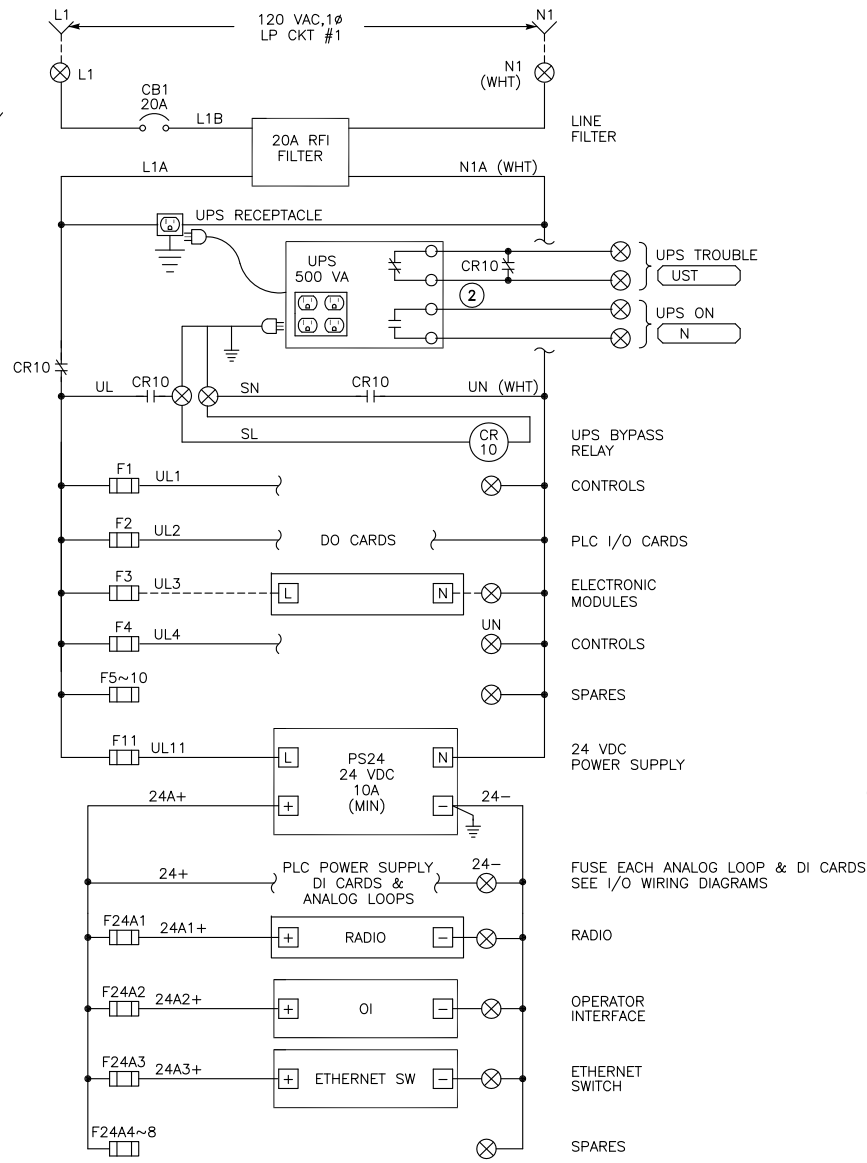 L1
120 VAC,1ø
LP CKT #1
N1
L1
N1
(WHT)
CB1
20A
L1B
20A RFI
FILTER
LINE
FILTER
L1A
N1A (WHT)
UPS RECEPTACLE
UPS
500 VA
CR10
2
UPS TROUBLE
UST
UPS ON
N
CR10
UL
CR10
SN
CR10
UN (WHT)
SL
CR
10
UPS BYPASS
RELAY
F1
UL1
CONTROLS
F2
UL2
DO CARDS
PLC I/O CARDS
F3
UL3
L
N
ELECTRONIC
MODULES
F4
UL4
UN
CONTROLS
F5~10
SPARES
F11
UL11
L
PS24
24 VDC
10A
(MIN)
N
24 VDC
POWER SUPPLY
24A+
+
−
24−
24+
PLC POWER SUPPLY
DI CARDS &
ANALOG LOOPS
24−
FUSE EACH ANALOG LOOP & DI CARDS
SEE I/O WIRING DIAGRAMS
F24A1
24A1+
+
RADIO
−
RADIO
F24A2
24A2+
+
OI
−
OPERATOR
INTERFACE
F24A3
24A3+
+
ETHERNET SW
−
ETHERNET
SWITCH
F24A4~8
SPARES